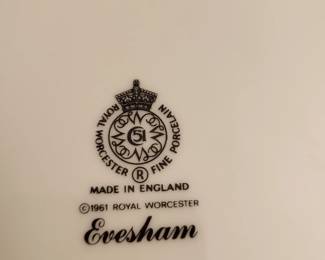 ROYAL WORCESTER FINE PORCELAIN
51
R
MADE IN ENGLAND
©1961 ROYAL WORCESTER
Evesham